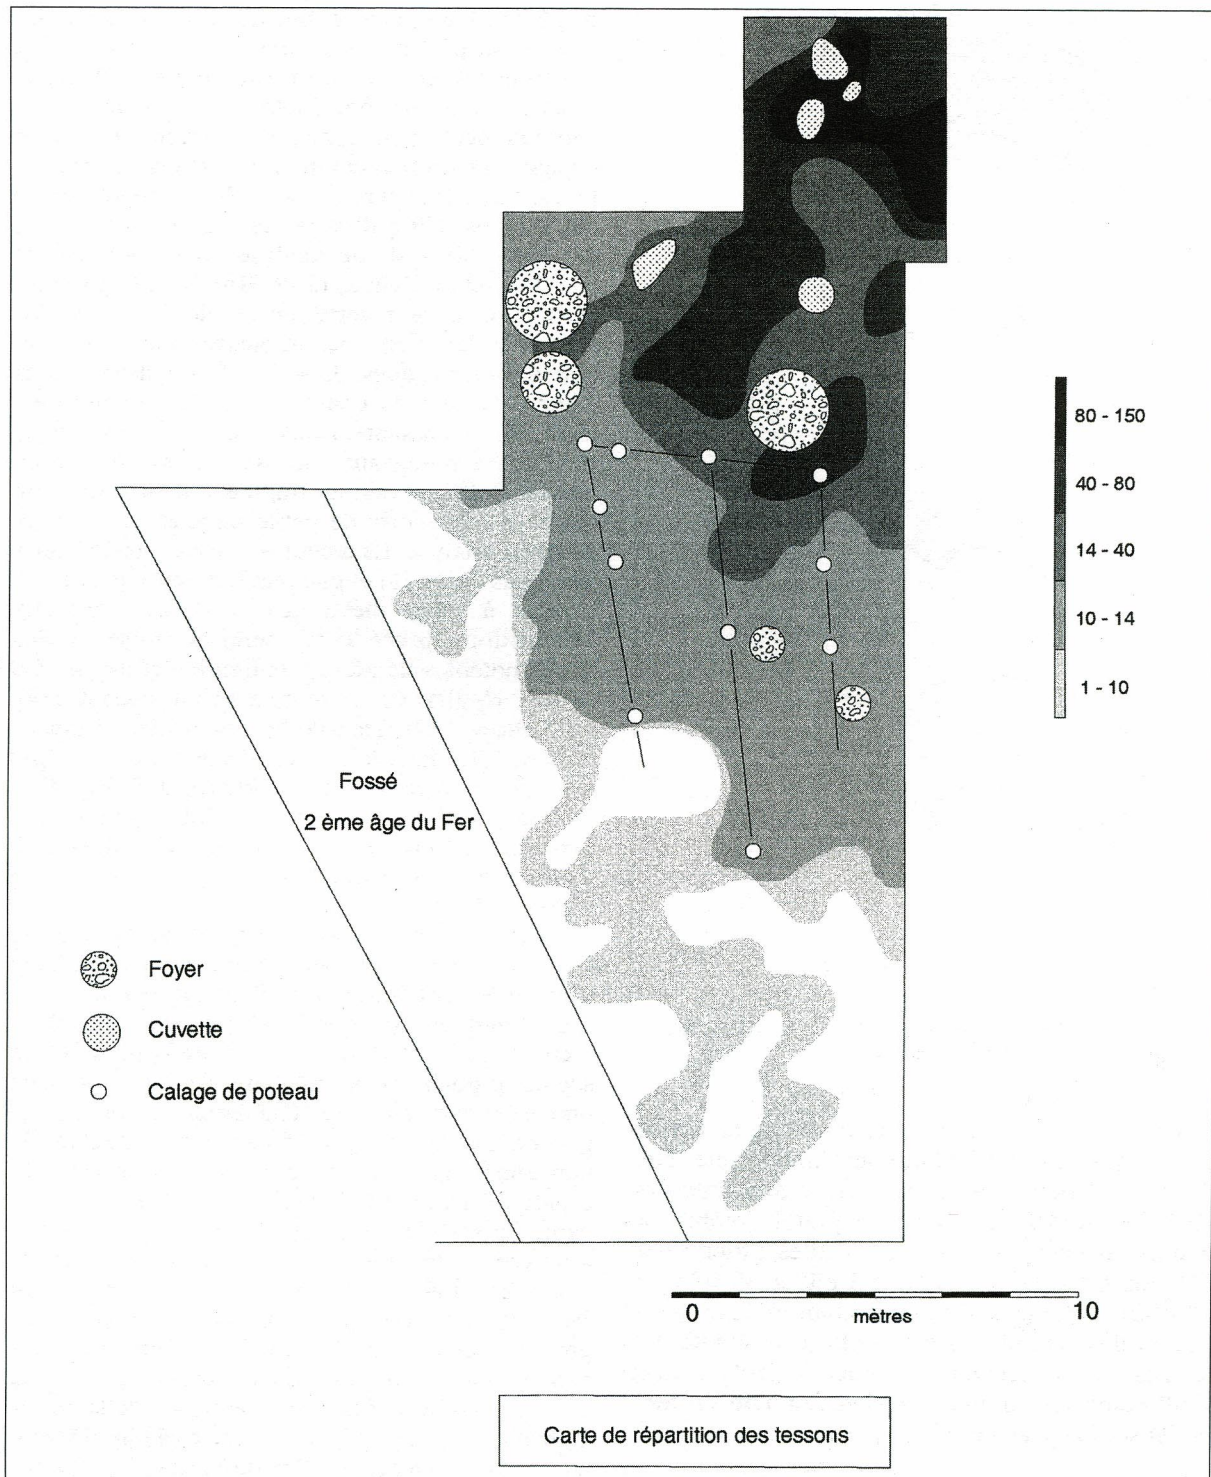 80 - 150
40 - 80
14 - 40
10 - 14
1 - 10
Fossé
2 ème âge du Fer
Foyer
Cuvette
Calage de poteau
0
mètres
10
Carte de répartition des tessons